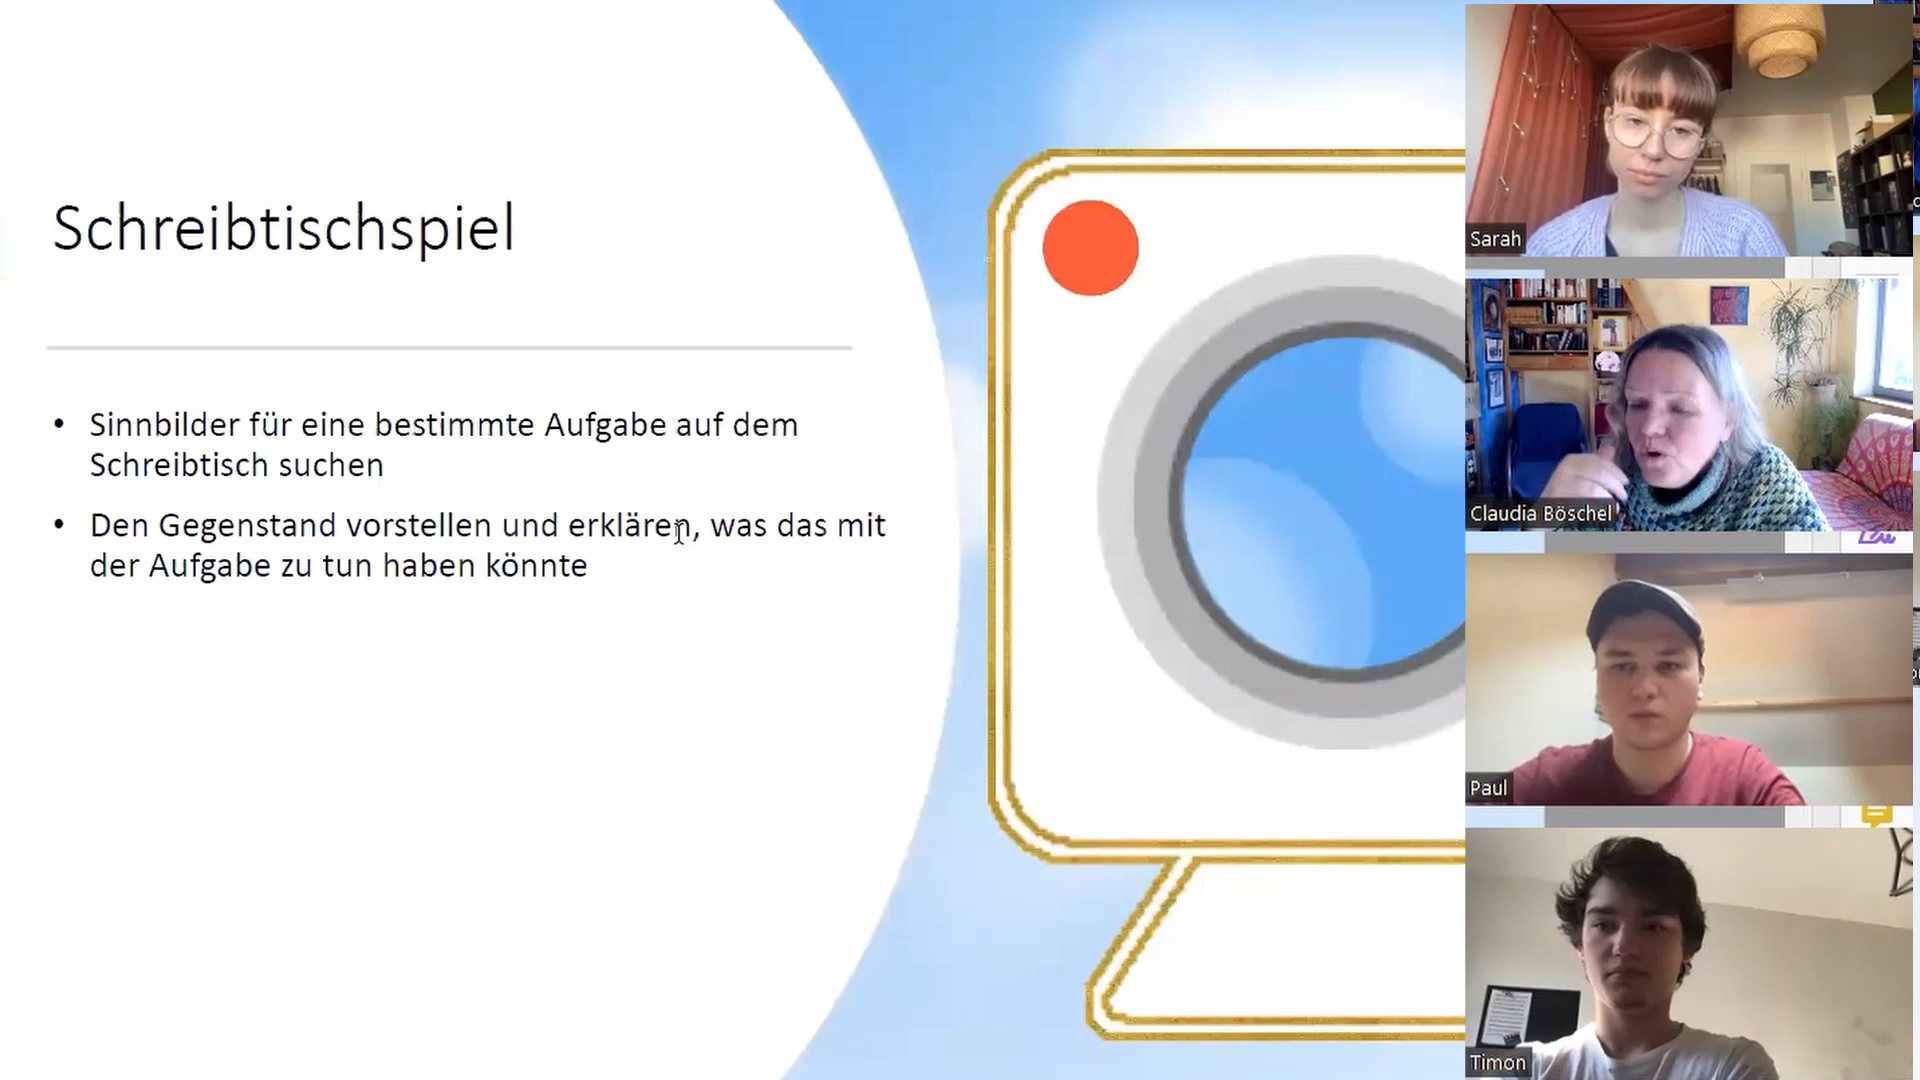 Schreibtischspiel
• Sinnbilder für eine bestimmte Aufgabe auf dem
Schreibtisch suchen
• Den Gegenstand vorstellen und erklären, was das mit
der Aufgabe zu tun haben könnte
Sarah
Claudia Böschel
Paul
Timon